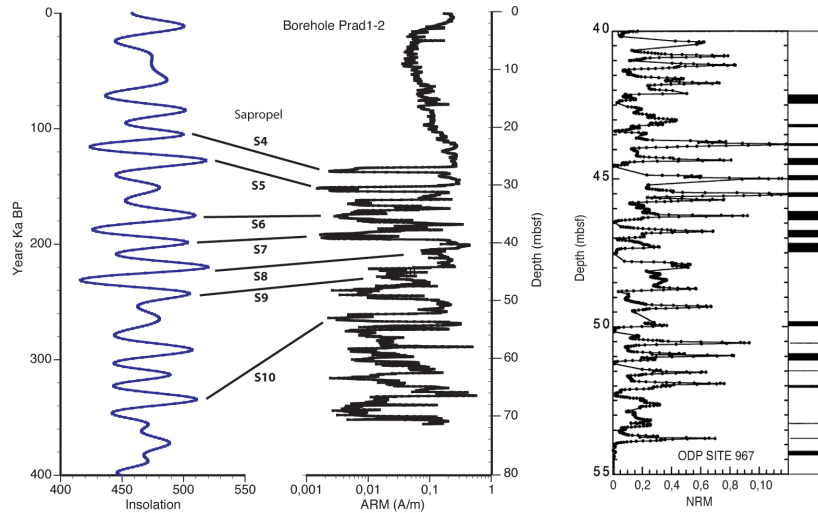 Borehole Prad1-2
0
100
200
300
400
Years Ka BP
400
450
500
550
Insolation
Sapropel
S4
S5
S6
S7
S8
S9
S10
0
10
20
30
40
50
60
70
80
Depth (mbsf)
0,001
0,01
0,1
1
ARM (A/m)
40
45
50
55
Depth (mbsf)
ODP SITE 967
0
0,2
0,4
0,6
0,8
0,10
NRM